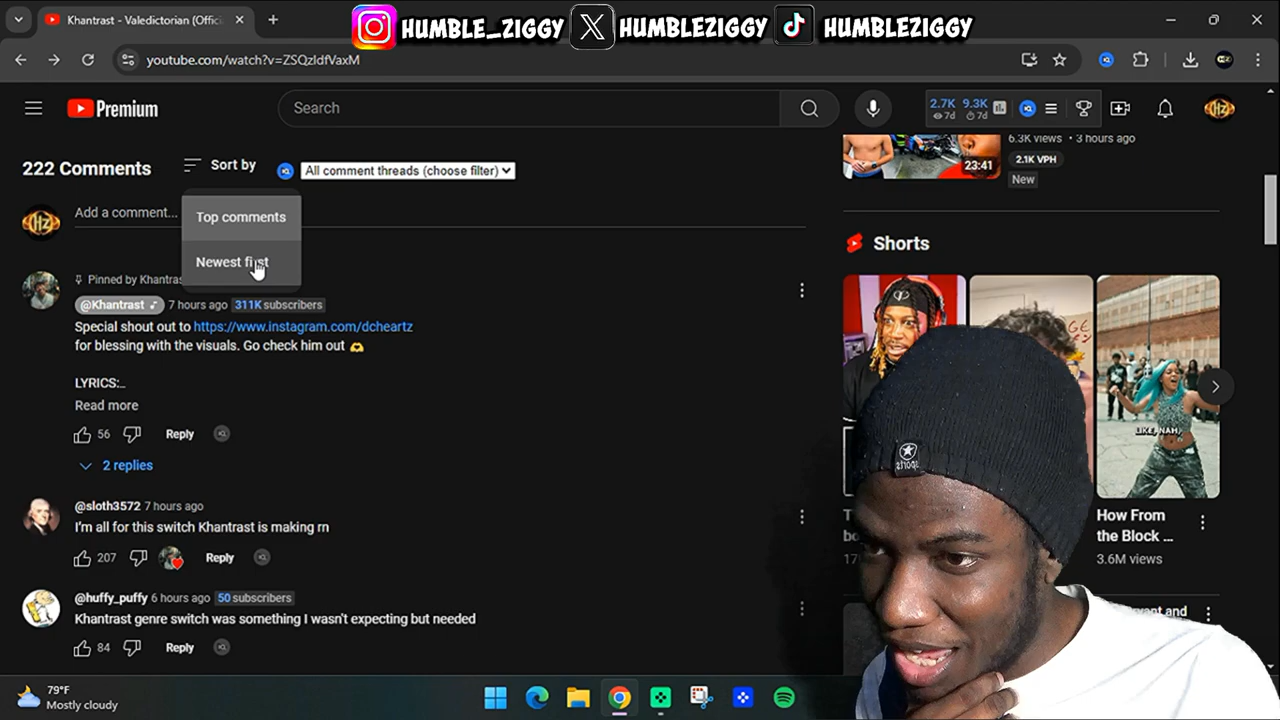 Khantrast - Valedictorian (Offici
HUMBLE_ZIGGY
HUMBLEZIGGY
HUMBLEZIGGY
youtube.com/watch?v=ZSQzIdfVaxM
Premium
Search
2.7K 9.3K
7d 7d
222 Comments
Sort by
All comment threads (choose filter)
Add a comment...
Top comments
Newest first
Pinned by Khantras
@Khantrast 7 hours ago 311K subscribers
Special shout out to https://www.instagram.com/dcheartz
for blessing with the visuals. Go check him out 🫶
LYRICS:_
Read more
56 Reply
2 replies
@sloth3572 7 hours ago
I'm all for this switch Khantrast is making rn
207 Reply
@huffy_puffy 6 hours ago 50 subscribers
Khantrast genre switch was something I wasn't expecting but needed
84 Reply
6.3K views • 3 hours ago
23:41
2.1K VPH
New
Shorts
LIKE, NAH,
How From
the Block ...
3.6M views
79°F
Mostly cloudy